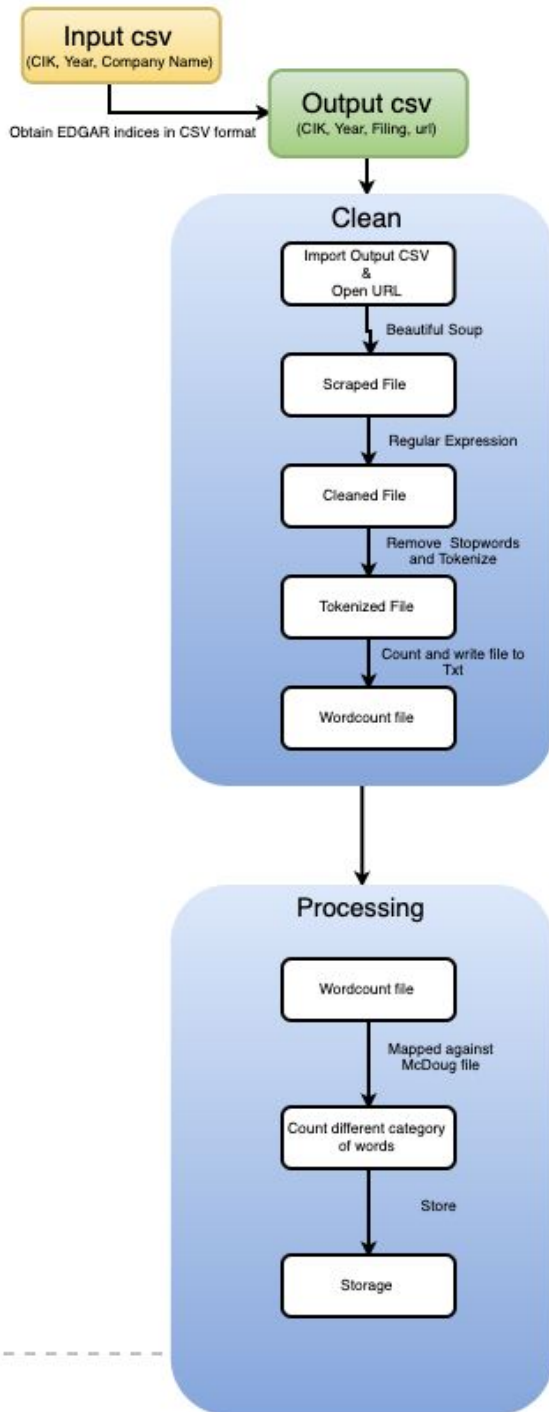 Input csv
(CIK, Year, Company Name)
Obtain EDGAR indices in CSV format
Output csv
(CIK, Year, Filing, url)
Clean
Import Output CSV
&
Open URL
Beautiful Soup
Scraped File
Regular Expression
Cleaned File
Remove Stopwords
and Tokenize
Tokenized File
Count and write file to
Txt
Wordcount file
Processing
Wordcount file
Mapped against
McDoug file
Count different category
of words
Store
Storage